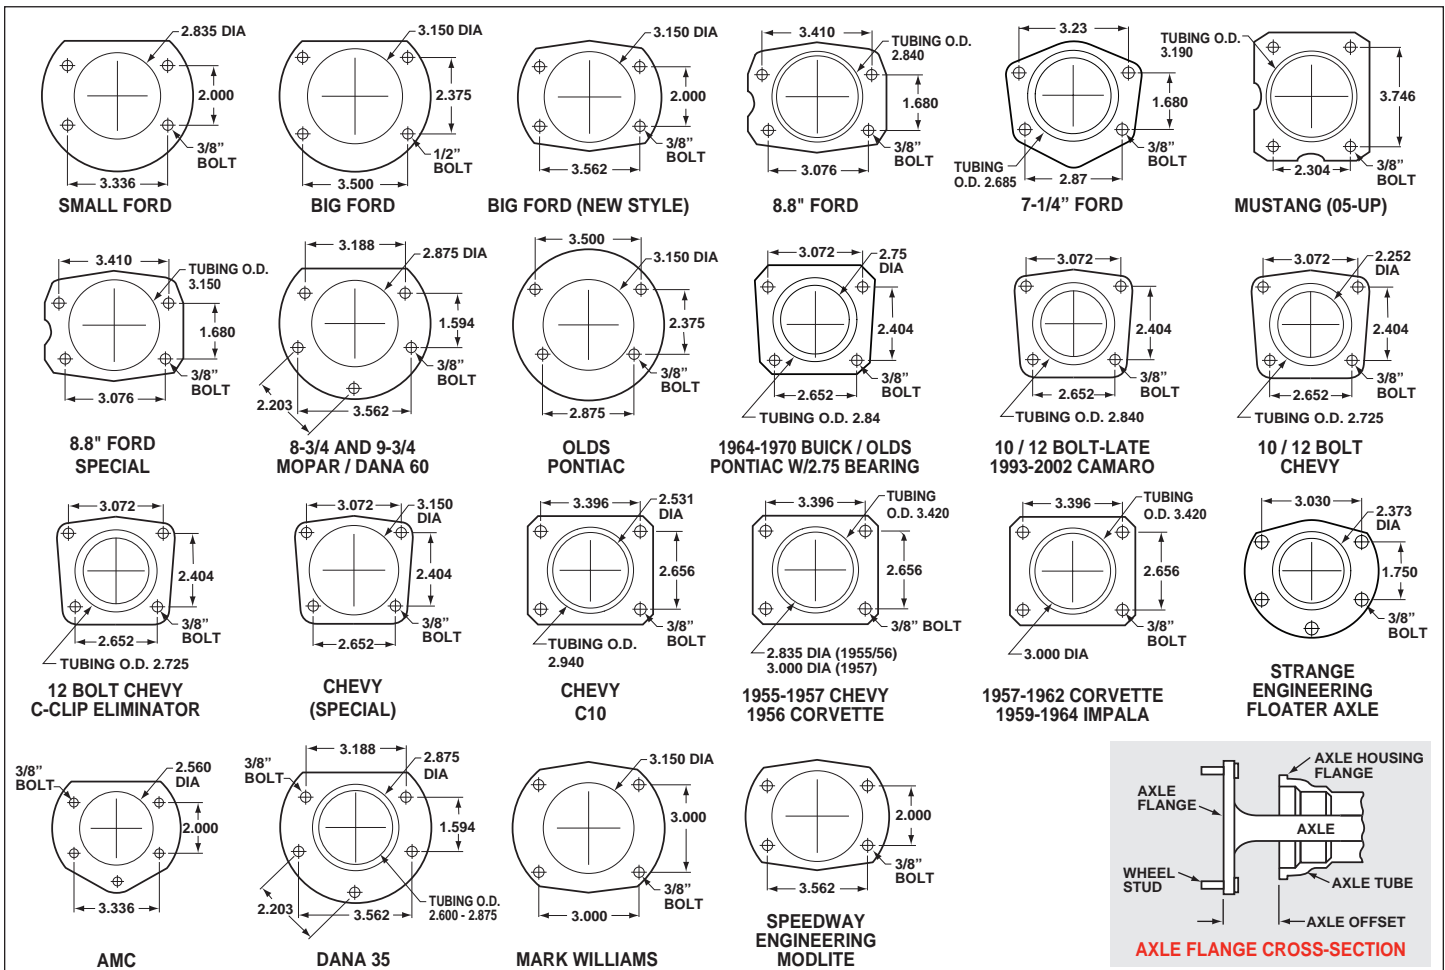 2.835 DIA
2.000
3/8”
BOLT
3.336
SMALL FORD
3.150 DIA
2.375
1/2”
BOLT
3.500
BIG FORD
3.150 DIA
2.000
3/8”
BOLT
3.562
BIG FORD (NEW STYLE)
3.410
TUBING O.D.
2.840
1.680
3/8”
BOLT
3.076
8.8" FORD
3.23
1.680
3/8”
BOLT
TUBING
O.D. 2.685
2.87
7-1/4” FORD
TUBING O.D.
3.190
3.746
3/8”
BOLT
2.304
MUSTANG (05-UP)
3.410
TUBING O.D.
3.150
1.680
3/8”
BOLT
3.076
8.8" FORD
SPECIAL
3.188
2.875 DIA
1.594
3/8”
BOLT
2.203
3.562
8-3/4 AND 9-3/4
MOPAR / DANA 60
3.500
3.150 DIA
2.375
3/8”
BOLT
2.875
OLDS
PONTIAC
3.072
2.75
DIA
2.404
3/8”
BOLT
2.652
TUBING O.D. 2.84
1964-1970 BUICK / OLDS
PONTIAC W/2.75 BEARING
3.072
2.404
3/8”
BOLT
2.652
TUBING O.D. 2.840
10 / 12 BOLT-LATE
1993-2002 CAMARO
3.072
2.252
DIA
2.404
3/8”
BOLT
2.652
TUBING O.D. 2.725
10 / 12 BOLT
CHEVY
3.072
2.404
3/8”
BOLT
2.652
TUBING O.D. 2.725
12 BOLT CHEVY
C-CLIP ELIMINATOR
3.072
3.150
DIA
2.404
3/8”
BOLT
2.652
CHEVY
(SPECIAL)
3.396
2.531
DIA
2.656
3/8”
BOLT
TUBING O.D.
2.940
CHEVY
C10
3.396
TUBING
O.D. 3.420
2.656
3/8” BOLT
2.835 DIA (1955/56)
3.000 DIA (1957)
1955-1957 CHEVY
1956 CORVETTE
3.396
TUBING
O.D. 3.420
2.656
3/8”
BOLT
3.000 DIA
1957-1962 CORVETTE
1959-1964 IMPALA
3.030
2.373
DIA
1.750
3/8”
BOLT
STRANGE
ENGINEERING
FLOATER AXLE
3/8”
BOLT
2.560
DIA
2.000
3.336
AMC
3/8”
BOLT
3.188
2.875
DIA
1.594
2.203
3.562
TUBING O.D.
2.600 - 2.875
DANA 35
3.150 DIA
3.000
3/8”
BOLT
3.000
MARK WILLIAMS
2.000
3/8”
BOLT
3.562
SPEEDWAY
ENGINEERING
MODLITE
AXLE HOUSING
FLANGE
AXLE
FLANGE
AXLE
WHEEL
STUD
AXLE TUBE
AXLE OFFSET
AXLE FLANGE CROSS-SECTION